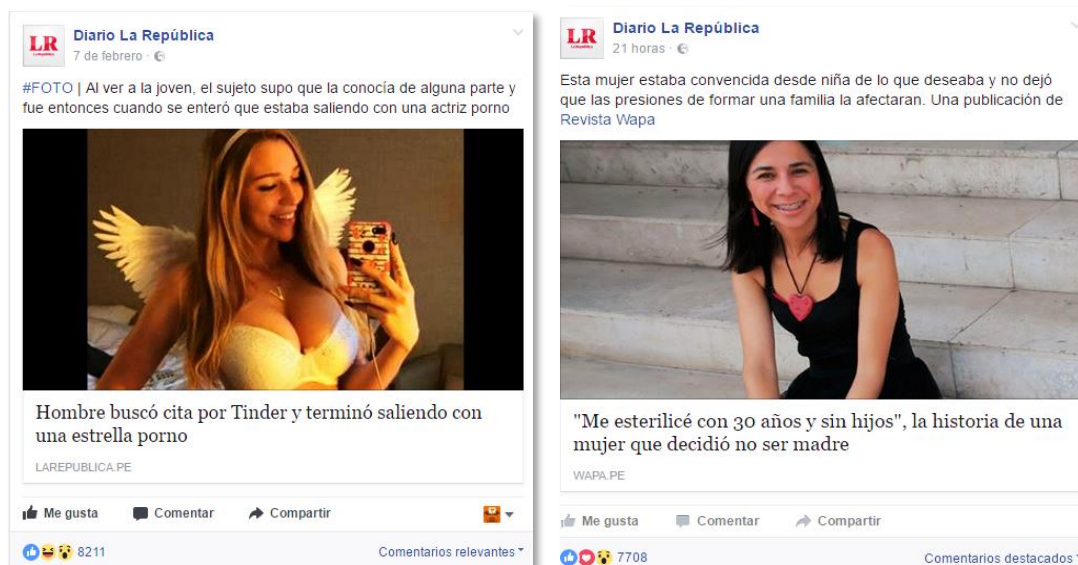 LR
La República
Diario La República
7 de febrero
#FOTO | Al ver a la joven, el sujeto supo que la conocía de alguna parte y
fue entonces cuando se enteró que estaba saliendo con una actriz porno
Hombre buscó cita por Tinder y terminó saliendo con
una estrella porno
LAREPUBLICA.PE
Me gusta Comentar Compartir
8211 Comentarios relevantes
LR
La República
Diario La República
21 horas
Esta mujer estaba convencida desde niña de lo que deseaba y no dejó
que las presiones de formar una familia la afectaran. Una publicación de
Revista Wapa
"Me esterilicé con 30 años y sin hijos", la historia de una
mujer que decidió no ser madre
WAPA.PE
Me gusta Comentar Compartir
7708 Comentarios destacados